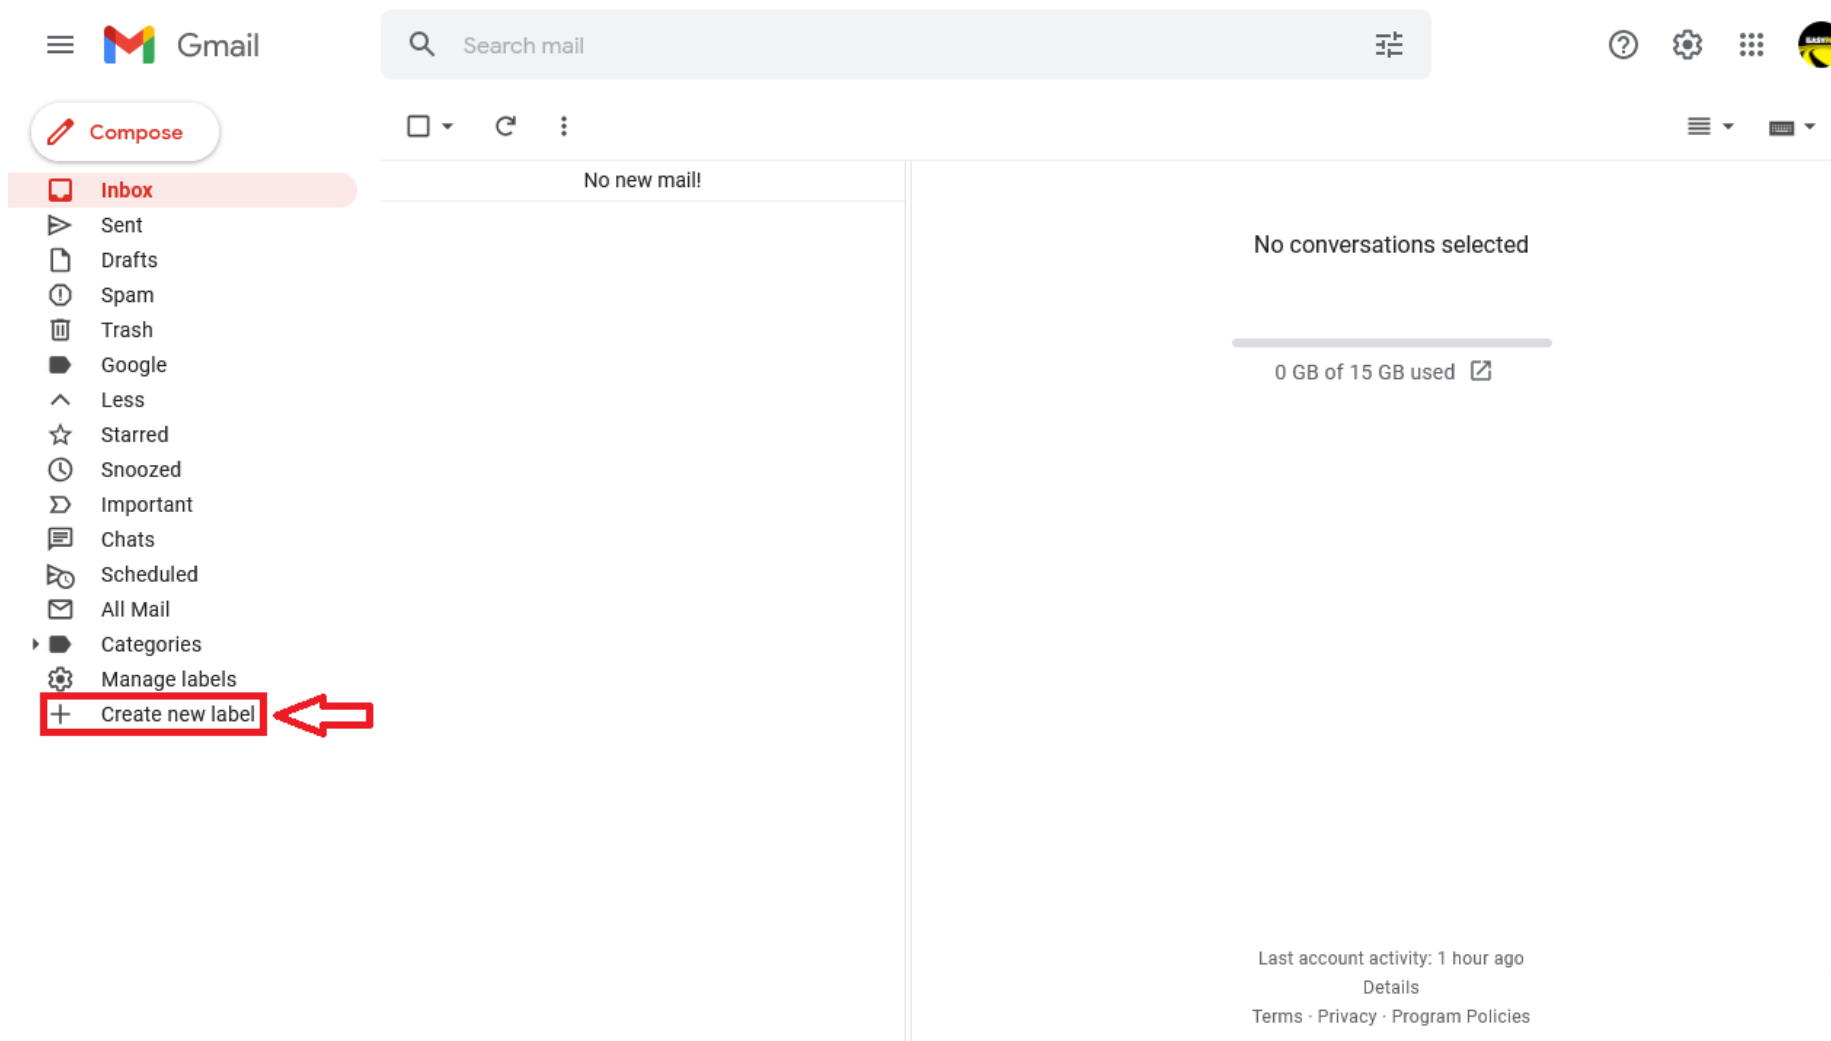 Gmail
Search mail
Compose
Inbox
Sent
Drafts
Spam
Trash
Google
Less
Starred
Snoozed
Important
Chats
Scheduled
All Mail
Categories
Manage labels
Create new label
No new mail!
No conversations selected
0 GB of 15 GB used
Last account activity: 1 hour ago
Details
Terms · Privacy · Program Policies